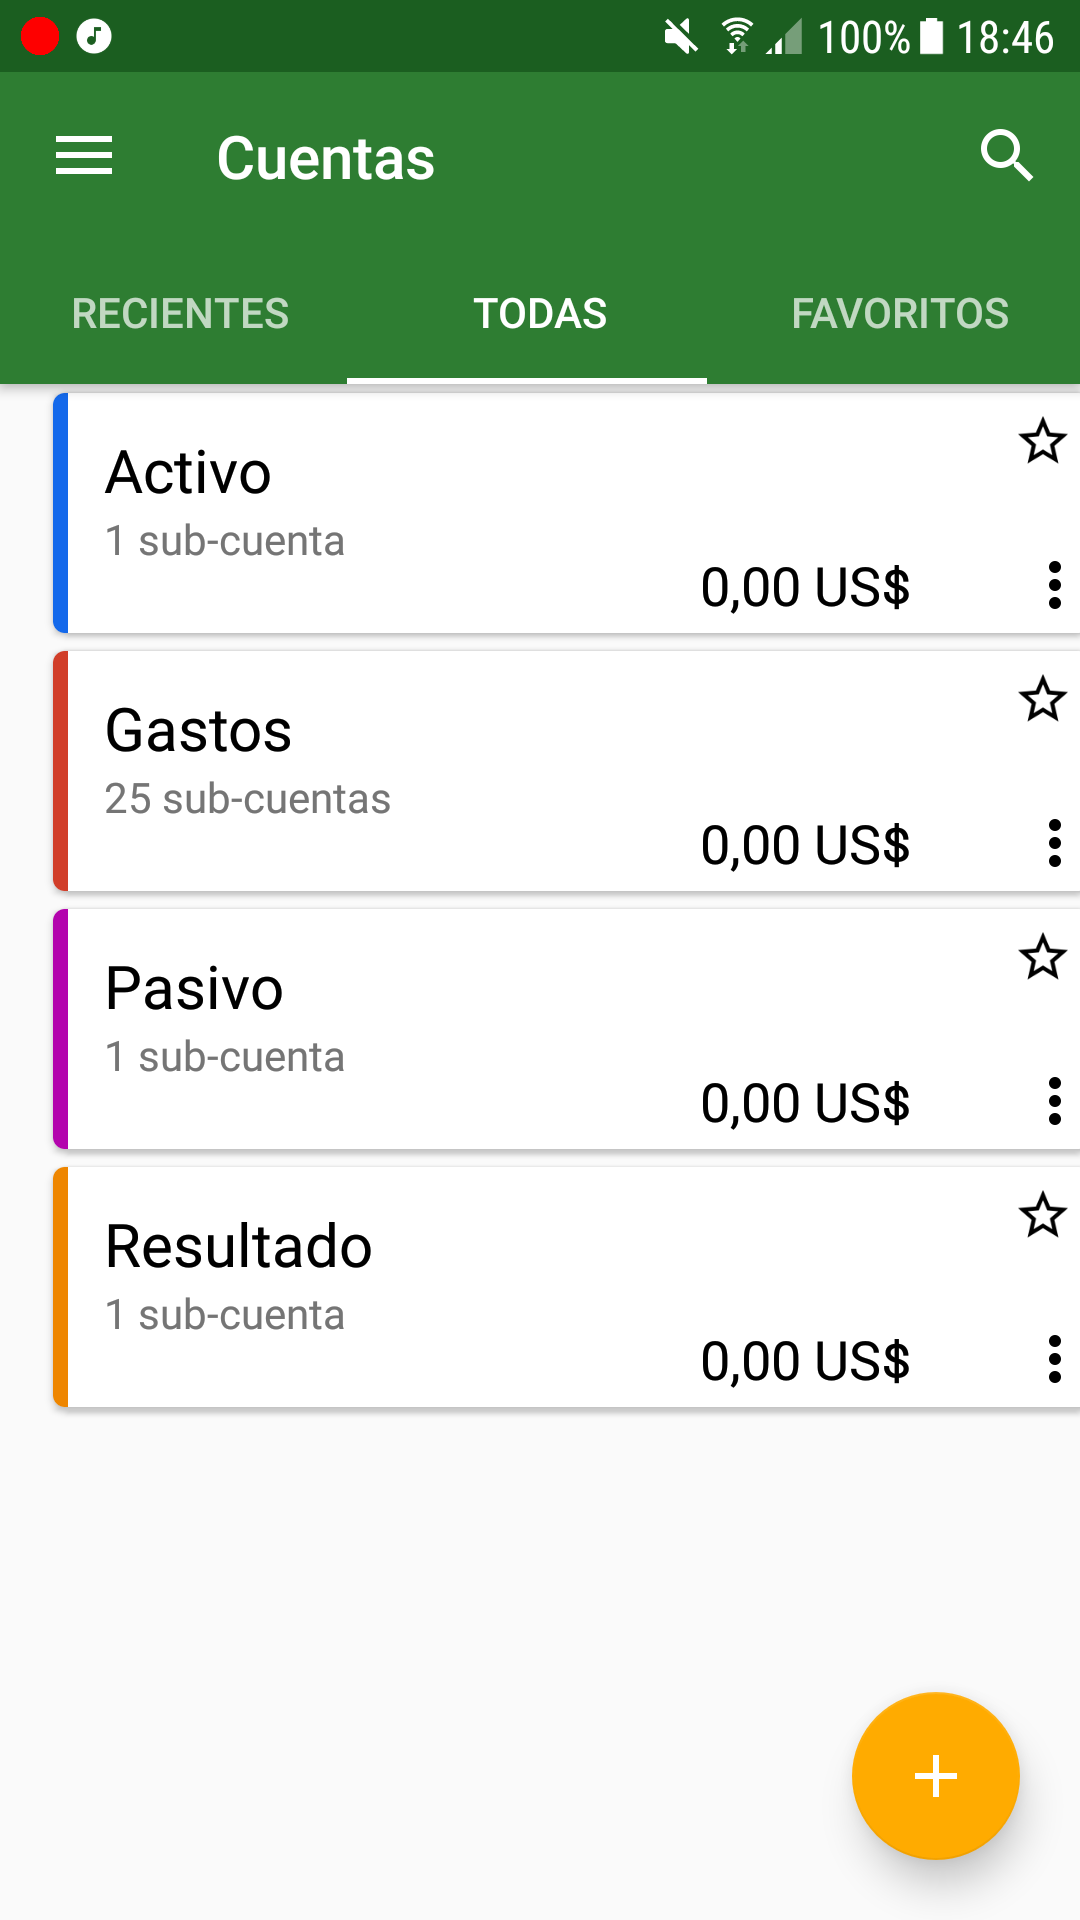 100% 18:46
Cuentas
RECIENTES TODAS FAVORITOS
Activo
1 sub-cuenta
0,00 US$
Gastos
25 sub-cuentas
0,00 US$
Pasivo
1 sub-cuenta
0,00 US$
Resultado
1 sub-cuenta
0,00 US$